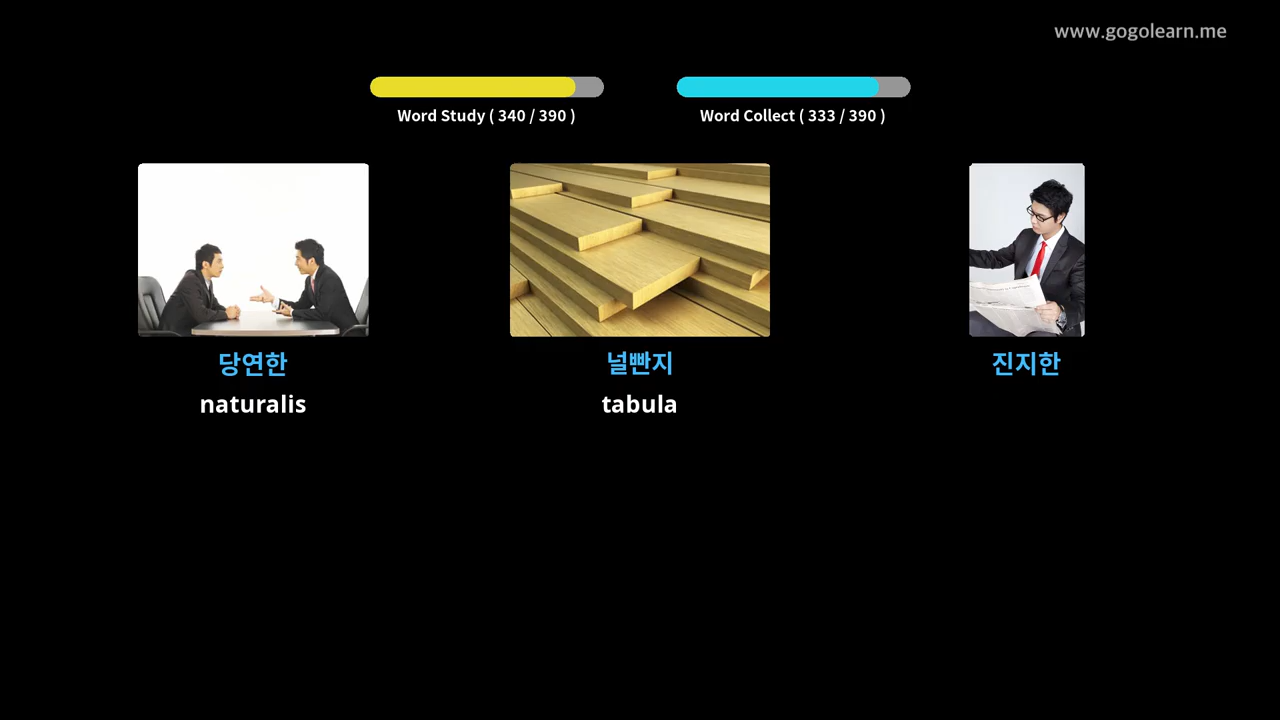 www.gogolearn.me
Word Study ( 340 / 390 )
Word Collect ( 333 / 390 )
당연한
널빤지
진지한
naturalis
tabula